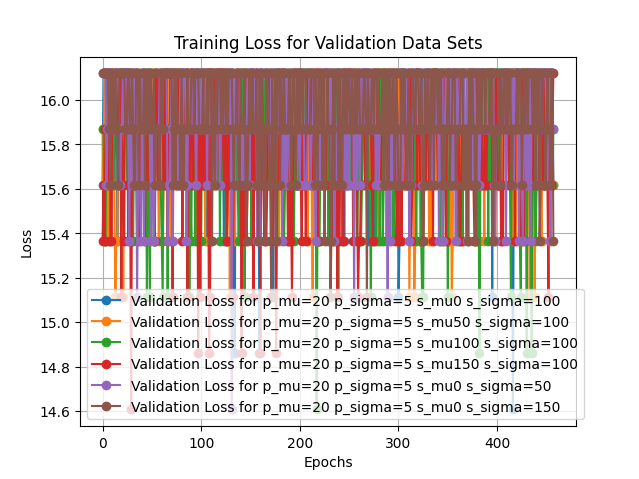 Training Loss for Validation Data Sets
Loss
16.0
15.8
15.6
15.4
15.2
15.0
14.8
14.6
Validation Loss for p_mu=20 p_sigma=5 s_mu0 s_sigma=100
Validation Loss for p_mu=20 p_sigma=5 s_mu50 s_sigma=100
Validation Loss for p_mu=20 p_sigma=5 s_mu100 s_sigma=100
Validation Loss for p_mu=20 p_sigma=5 s_mu150 s_sigma=100
Validation Loss for p_mu=20 p_sigma=5 s_mu0 s_sigma=50
Validation Loss for p_mu=20 p_sigma=5 s_mu0 s_sigma=150
0 100 200 300 400
Epochs